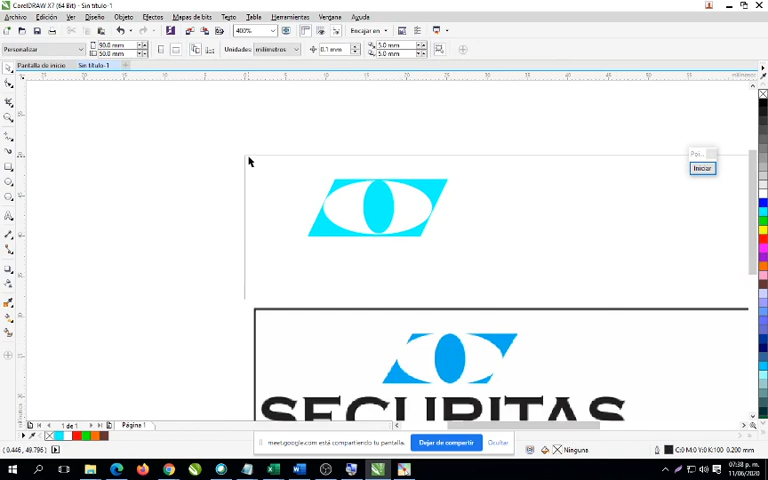 CorelDRAW X7 (64 Bit) - Sin título-1
Archivo Edición Ver Diseño Objeto Efectos Mapas de bits Texto Tabla Herramientas Ventana Ayuda
400% Encajar en
Personalizar 90.0 mm 50.0 mm Unidades: milímetros 0.1 mm 5.0 mm 5.0 mm
Pantalla de inicio Sin título-1
milímetros
Iniciar
SECURITAS
1 de 1 Página 1
meet.google.com está compartiendo tu pantalla. Dejar de compartir Ocultar
(0.446, 49.795) Ninguna C:0 M:0 Y:0 K:100 0.200 mm
07:38 p. m.
11/06/2020